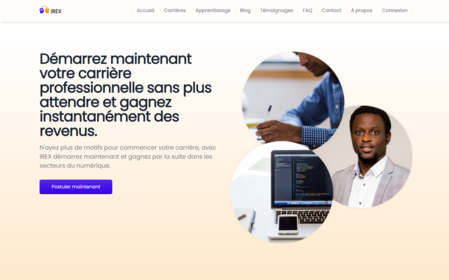 IREX
Accueil
Carrières
Apprentissage
Blog
Témoignages
FAQ
Contact
À propos
Connexion
Démarrez maintenant
votre carrière
professionnelle sans plus
attendre et gagnez
instantanément des
revenus.
N'ayez plus de motifs pour commencer votre carrière, avec
IREX démarrez maintenant et gagnez par la suite dans les
secteurs du numérique.
Postuler maintenant